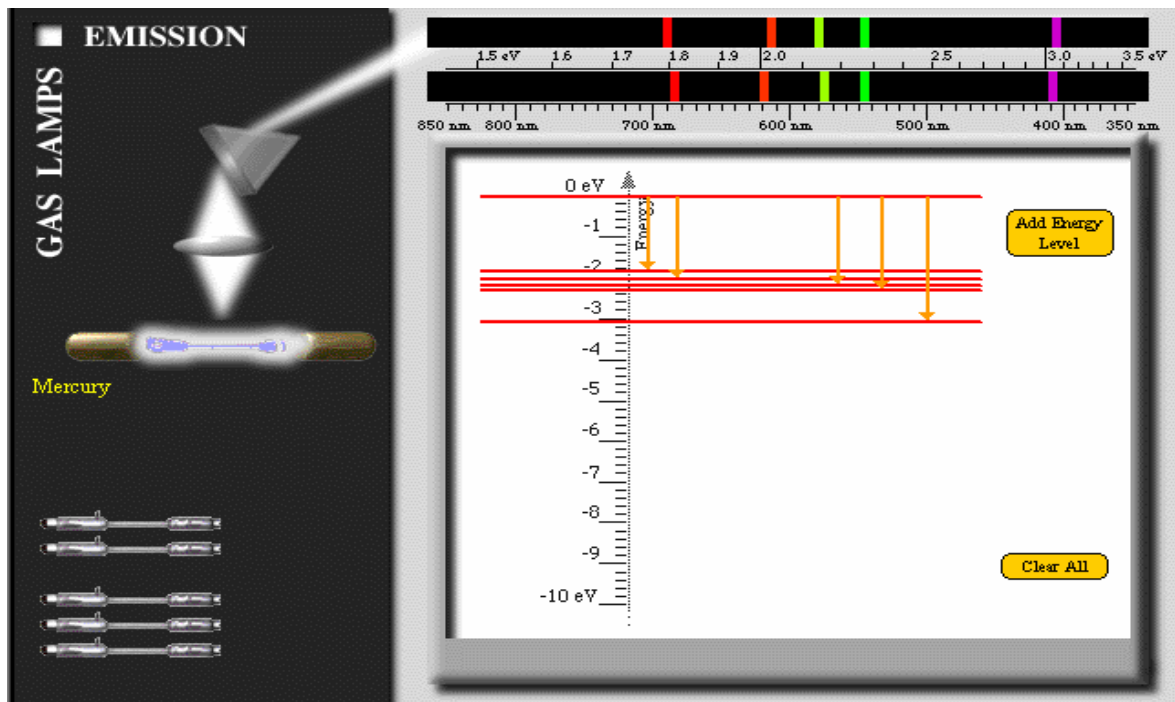 EMISSION
GAS LAMPS
Mercury
1.5 eV 1.6 1.7 1.8 1.9 2.0 2.5 3.0 3.5 eV
850 nm 800 nm 700 nm 600 nm 500 nm 400 nm 350 nm
0 eV
Energy
-1
-2
-3
-4
-5
-6
-7
-8
-9
-10 eV
Add Energy
Level
Clear All